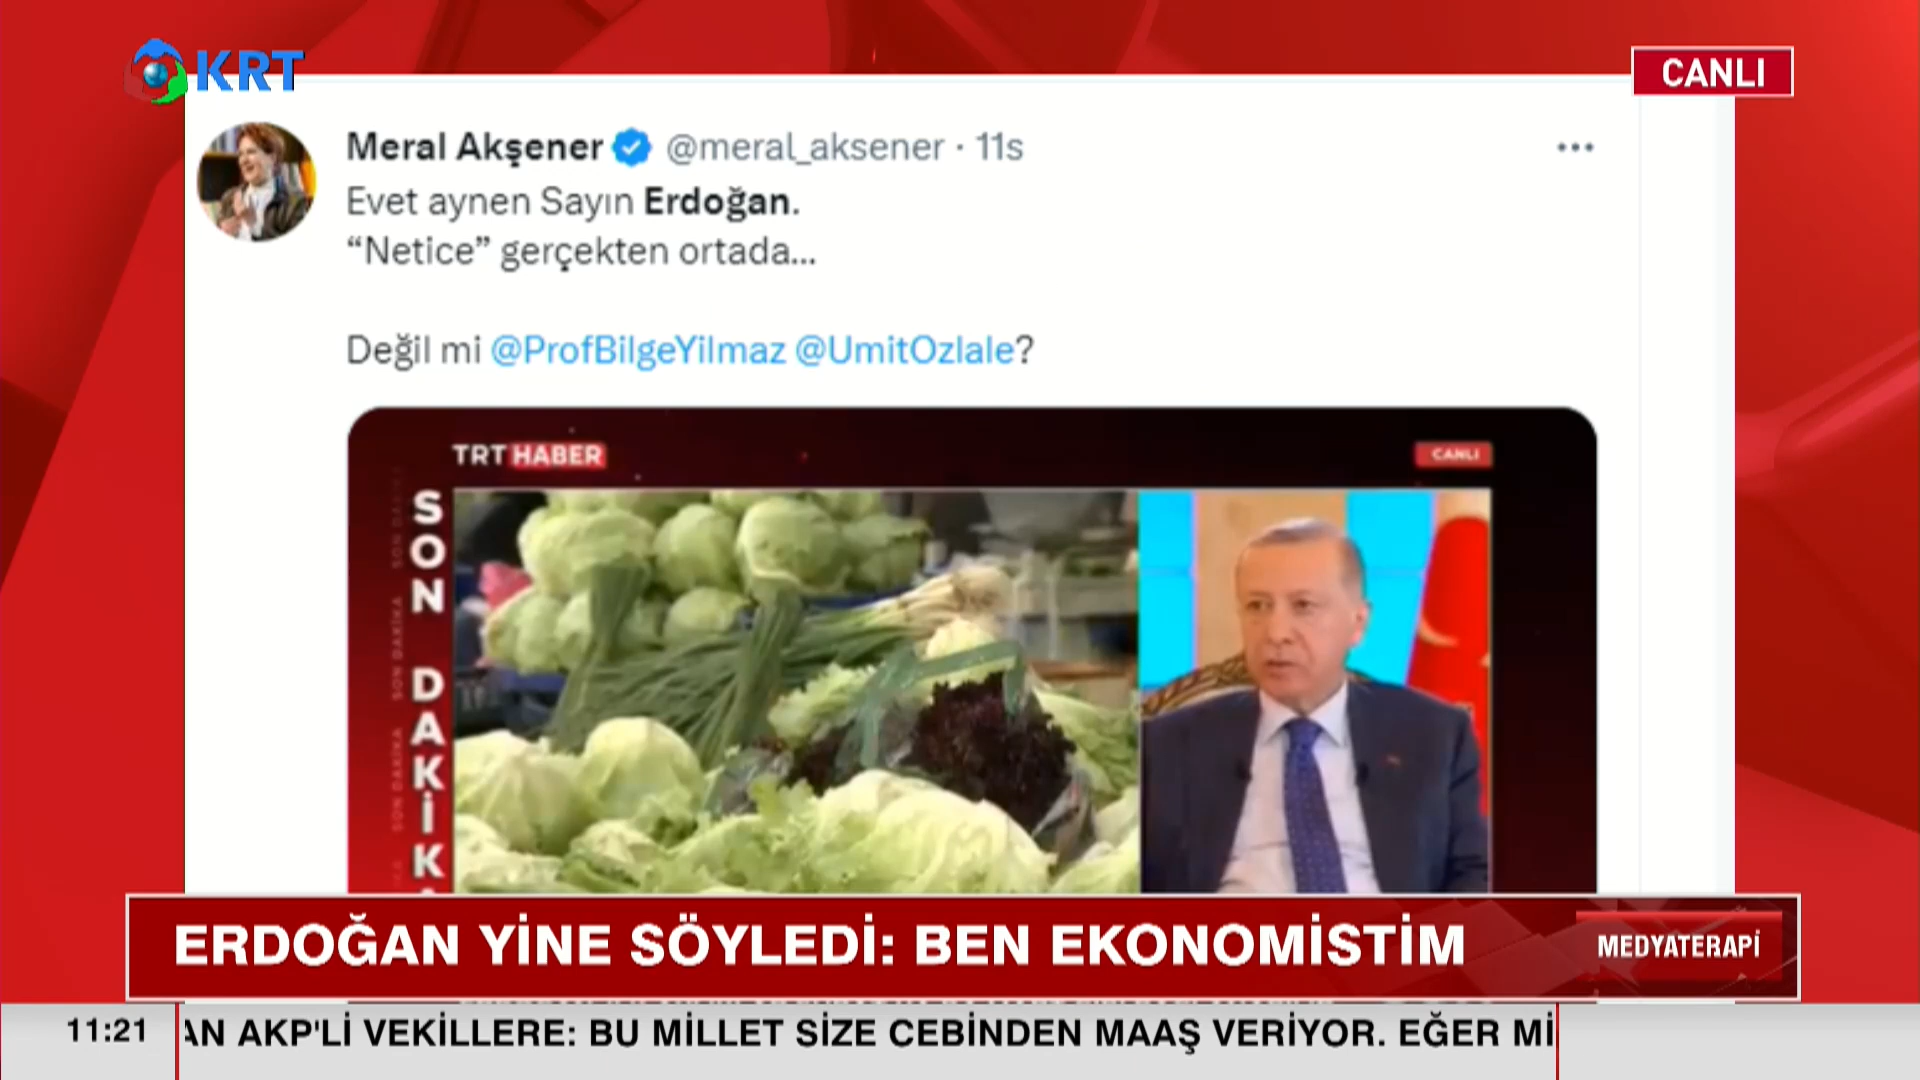 KRT
CANLI
Meral Akşener @meral_aksener · 11s
Evet aynen Sayın Erdoğan.
“Netice” gerçekten ortada...
Değil mi @ProfBilgeYilmaz @UmitOzlale?
TRT HABER
CANLI
SON DAKİK
ERDOĞAN YİNE SÖYLEDİ: BEN EKONOMİSTİM
MEDYATERAPİ
11:21
AN AKP'Lİ VEKİLLERE: BU MİLLET SİZE CEBİNDEN MAAŞ VERİYOR. EĞER Mİ